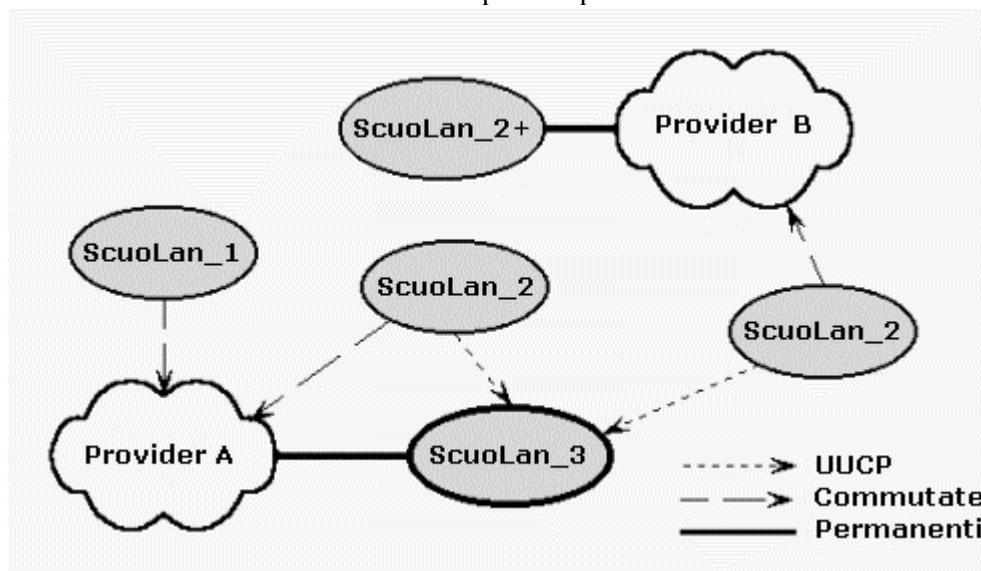 ScuoLan_2+
Provider B
ScuoLan_1
ScuoLan_2
ScuoLan_2
Provider A
ScuoLan_3
UUCP
Commutate
Permanenti